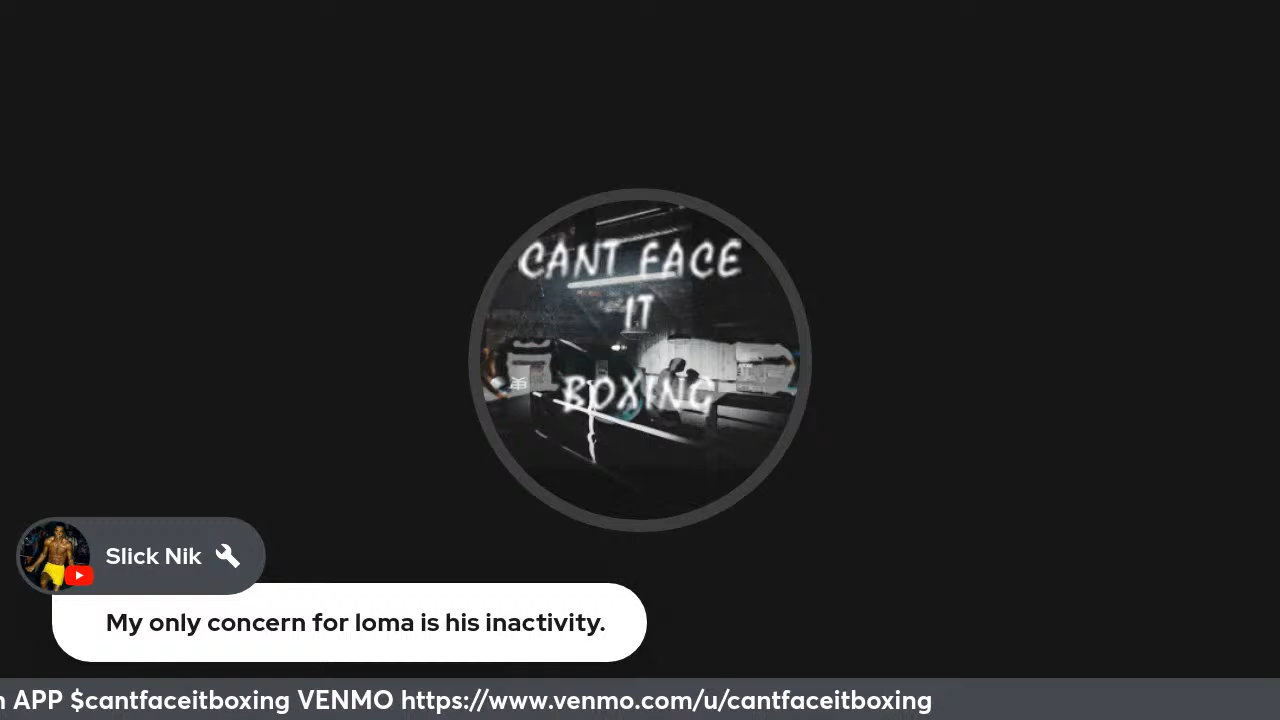 CANT FACE
IT
BOXING
Slick Nik
My only concern for loma is his inactivity.
APP $cantfaceitboxing VENMO https://www.venmo.com/u/cantfaceitboxing